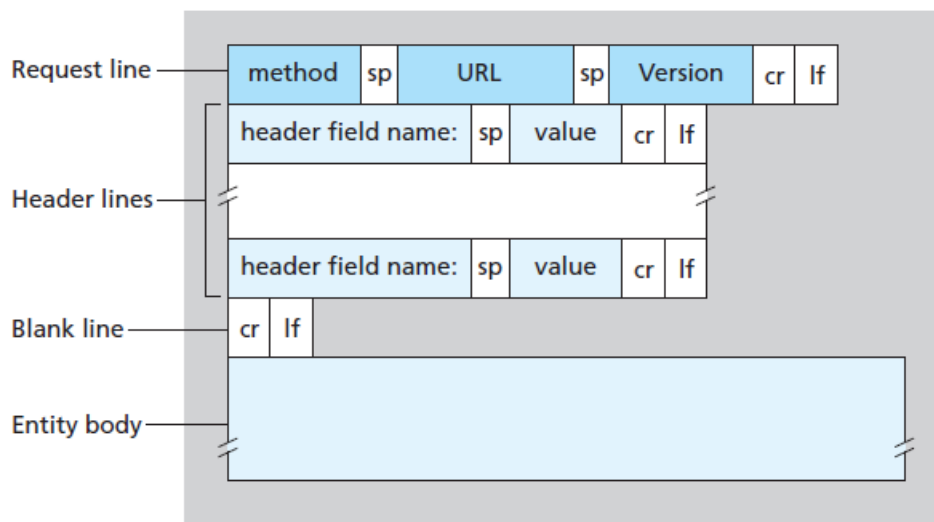 Request line method sp URL sp Version cr lf
header field name: sp value cr lf
Header lines
header field name: sp value cr lf
Blank line cr lf
Entity body